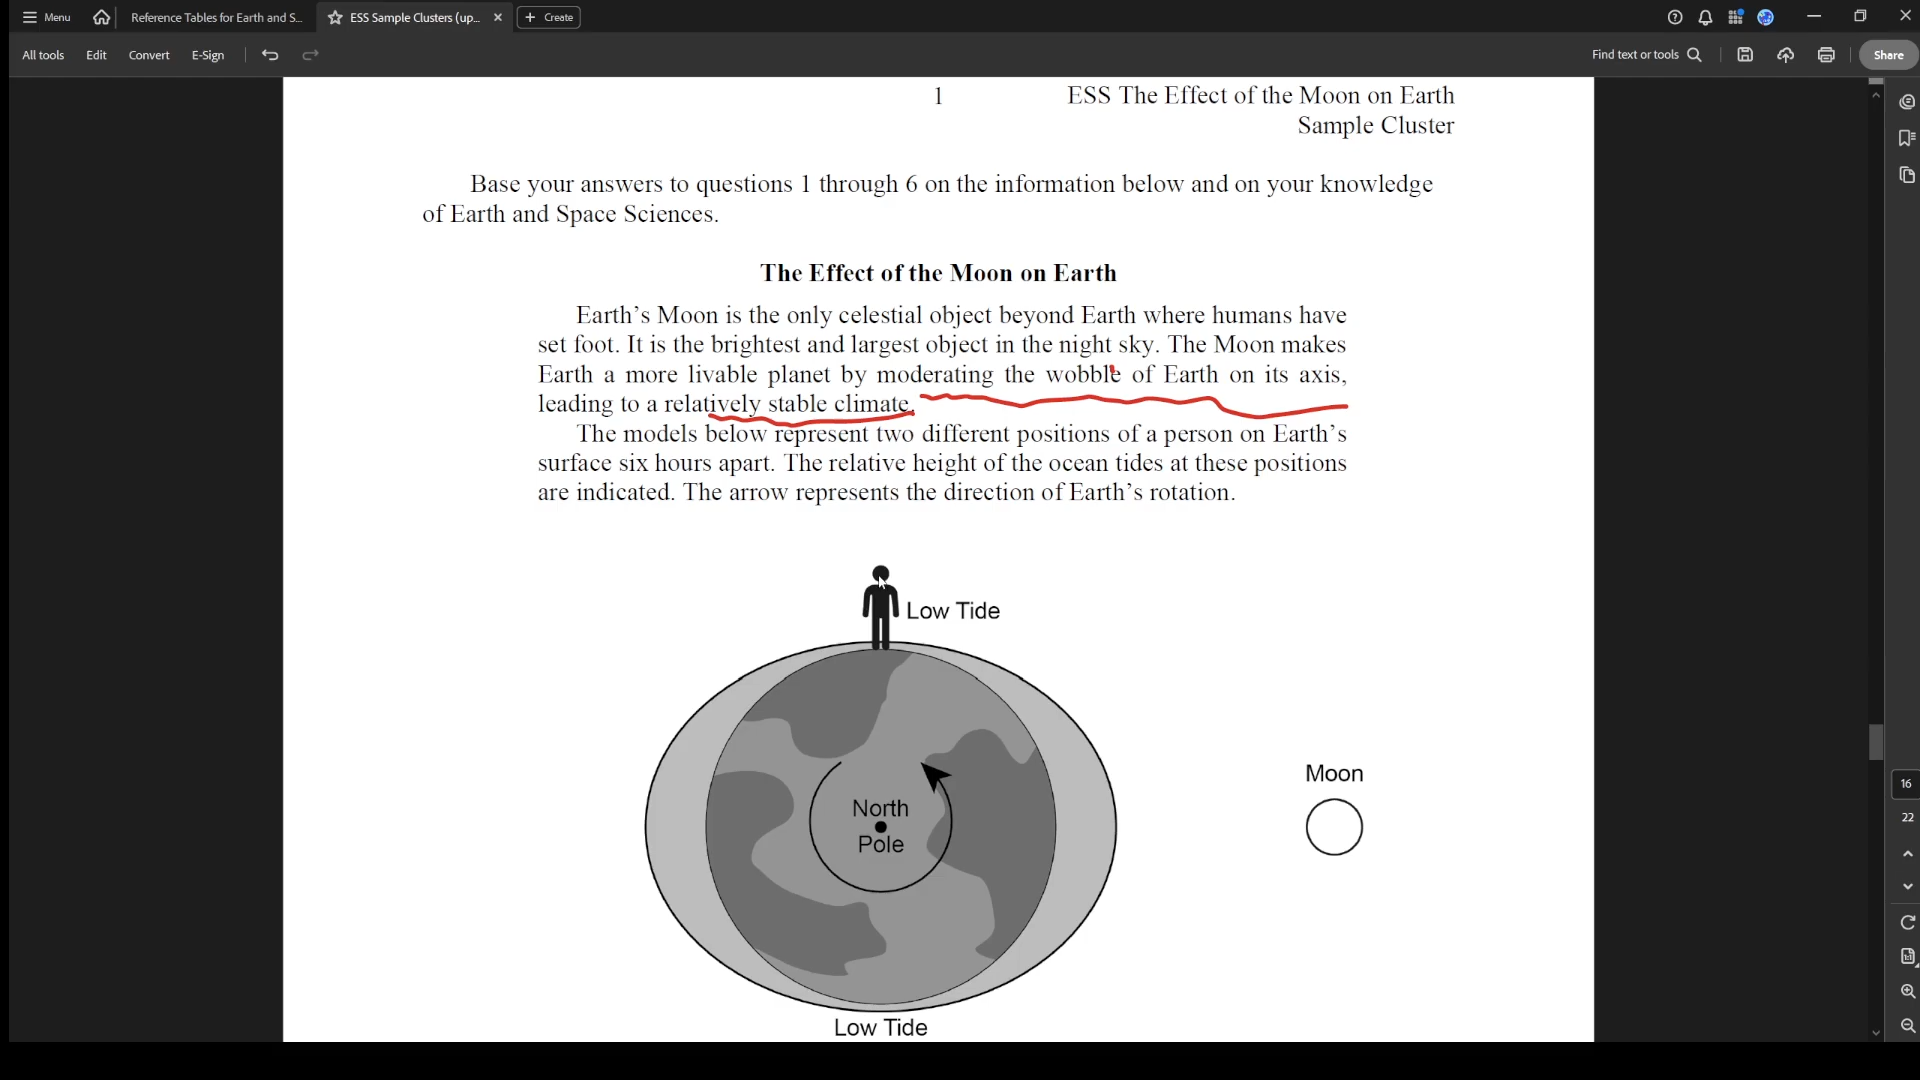 Menu
Reference Tables for Earth and S...
ESS Sample Clusters (up...
Create
All tools
Edit
Convert
E-Sign
Find text or tools
Share
1
ESS The Effect of the Moon on Earth
Sample Cluster
Base your answers to questions 1 through 6 on the information below and on your knowledge
of Earth and Space Sciences.
The Effect of the Moon on Earth
Earth’s Moon is the only celestial object beyond Earth where humans have
set foot. It is the brightest and largest object in the night sky. The Moon makes
Earth a more livable planet by moderating the wobble of Earth on its axis,
leading to a relatively stable climate.
The models below represent two different positions of a person on Earth’s
surface six hours apart. The relative height of the ocean tides at these positions
are indicated. The arrow represents the direction of Earth’s rotation.
Low Tide
Moon
North
Pole
Low Tide
16
22